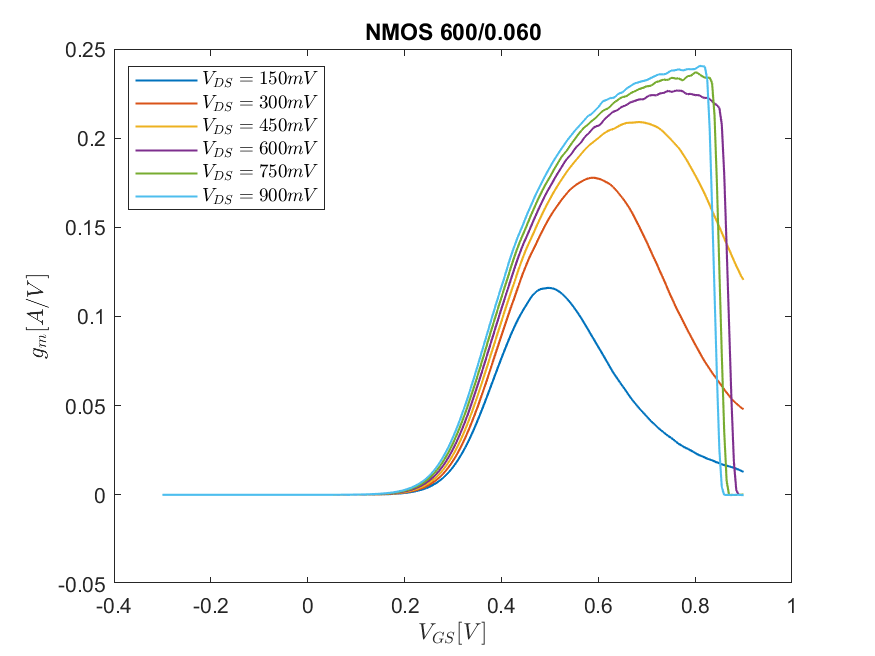 NMOS 600/0.060
0.25
0.2
0.15
0.1
0.05
0
-0.05
g_m[A/V]
V_DS = 150mV
V_DS = 300mV
V_DS = 450mV
V_DS = 600mV
V_DS = 750mV
V_DS = 900mV
-0.4 -0.2 0 0.2 0.4 0.6 0.8 1
V_GS[V]